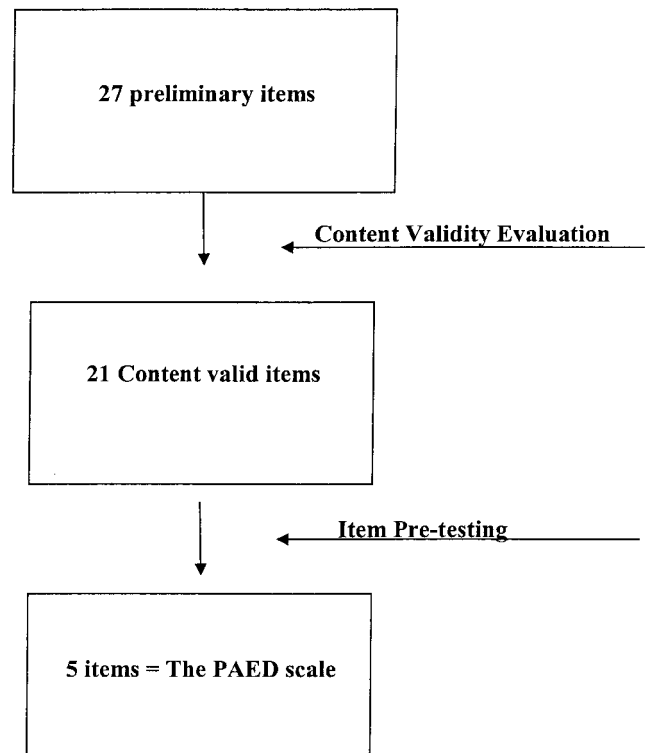 27 preliminary items
Content Validity Evaluation
21 Content valid items
Item Pre-testing
5 items = The PAED scale